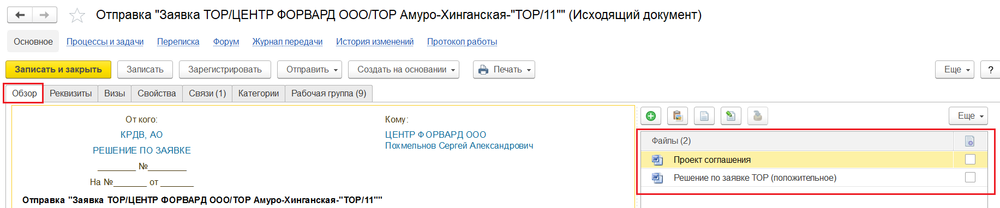 Отправка "Заявка ТОР/ЦЕНТР ФОРВАРД ООО/ТОР Амуро-Хинганская-"ТОР/11"" (Исходящий документ)
Основное Процессы и задачи Переписка Форум Журнал передачи История изменений Протокол работы
Записать и закрыть Записать Зарегистрировать Отправить Создать на основании Печать Еще ?
Обзор Реквизиты Визы Свойства Связи (1) Категории Рабочая группа (9)
От кого: Кому:
КРДВ, АО ЦЕНТР ФОРВАРД ООО
Похмельнов Сергей Александрович
РЕШЕНИЕ ПО ЗАЯВКЕ
________ №________
На №_______ от _______
Отправка "Заявка ТОР/ЦЕНТР ФОРВАРД ООО/ТОР Амуро-Хинганская-"ТОР/11""
Еще
Файлы (2)
Проект соглашения
Решение по заявке ТОР (положительное)